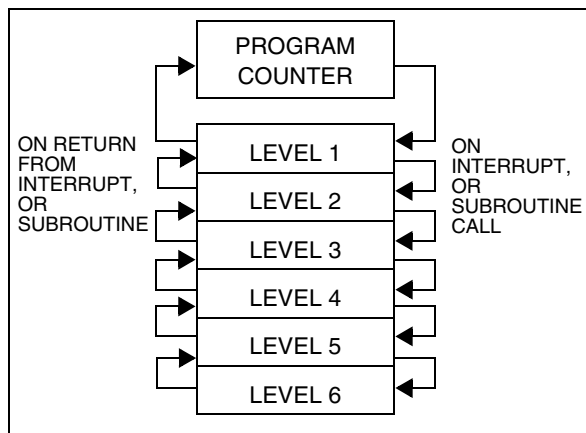 PROGRAM
COUNTER
ON RETURN
FROM
INTERRUPT,
OR
SUBROUTINE
LEVEL 1
LEVEL 2
LEVEL 3
LEVEL 4
LEVEL 5
LEVEL 6
ON
INTERRUPT,
OR
SUBROUTINE
CALL